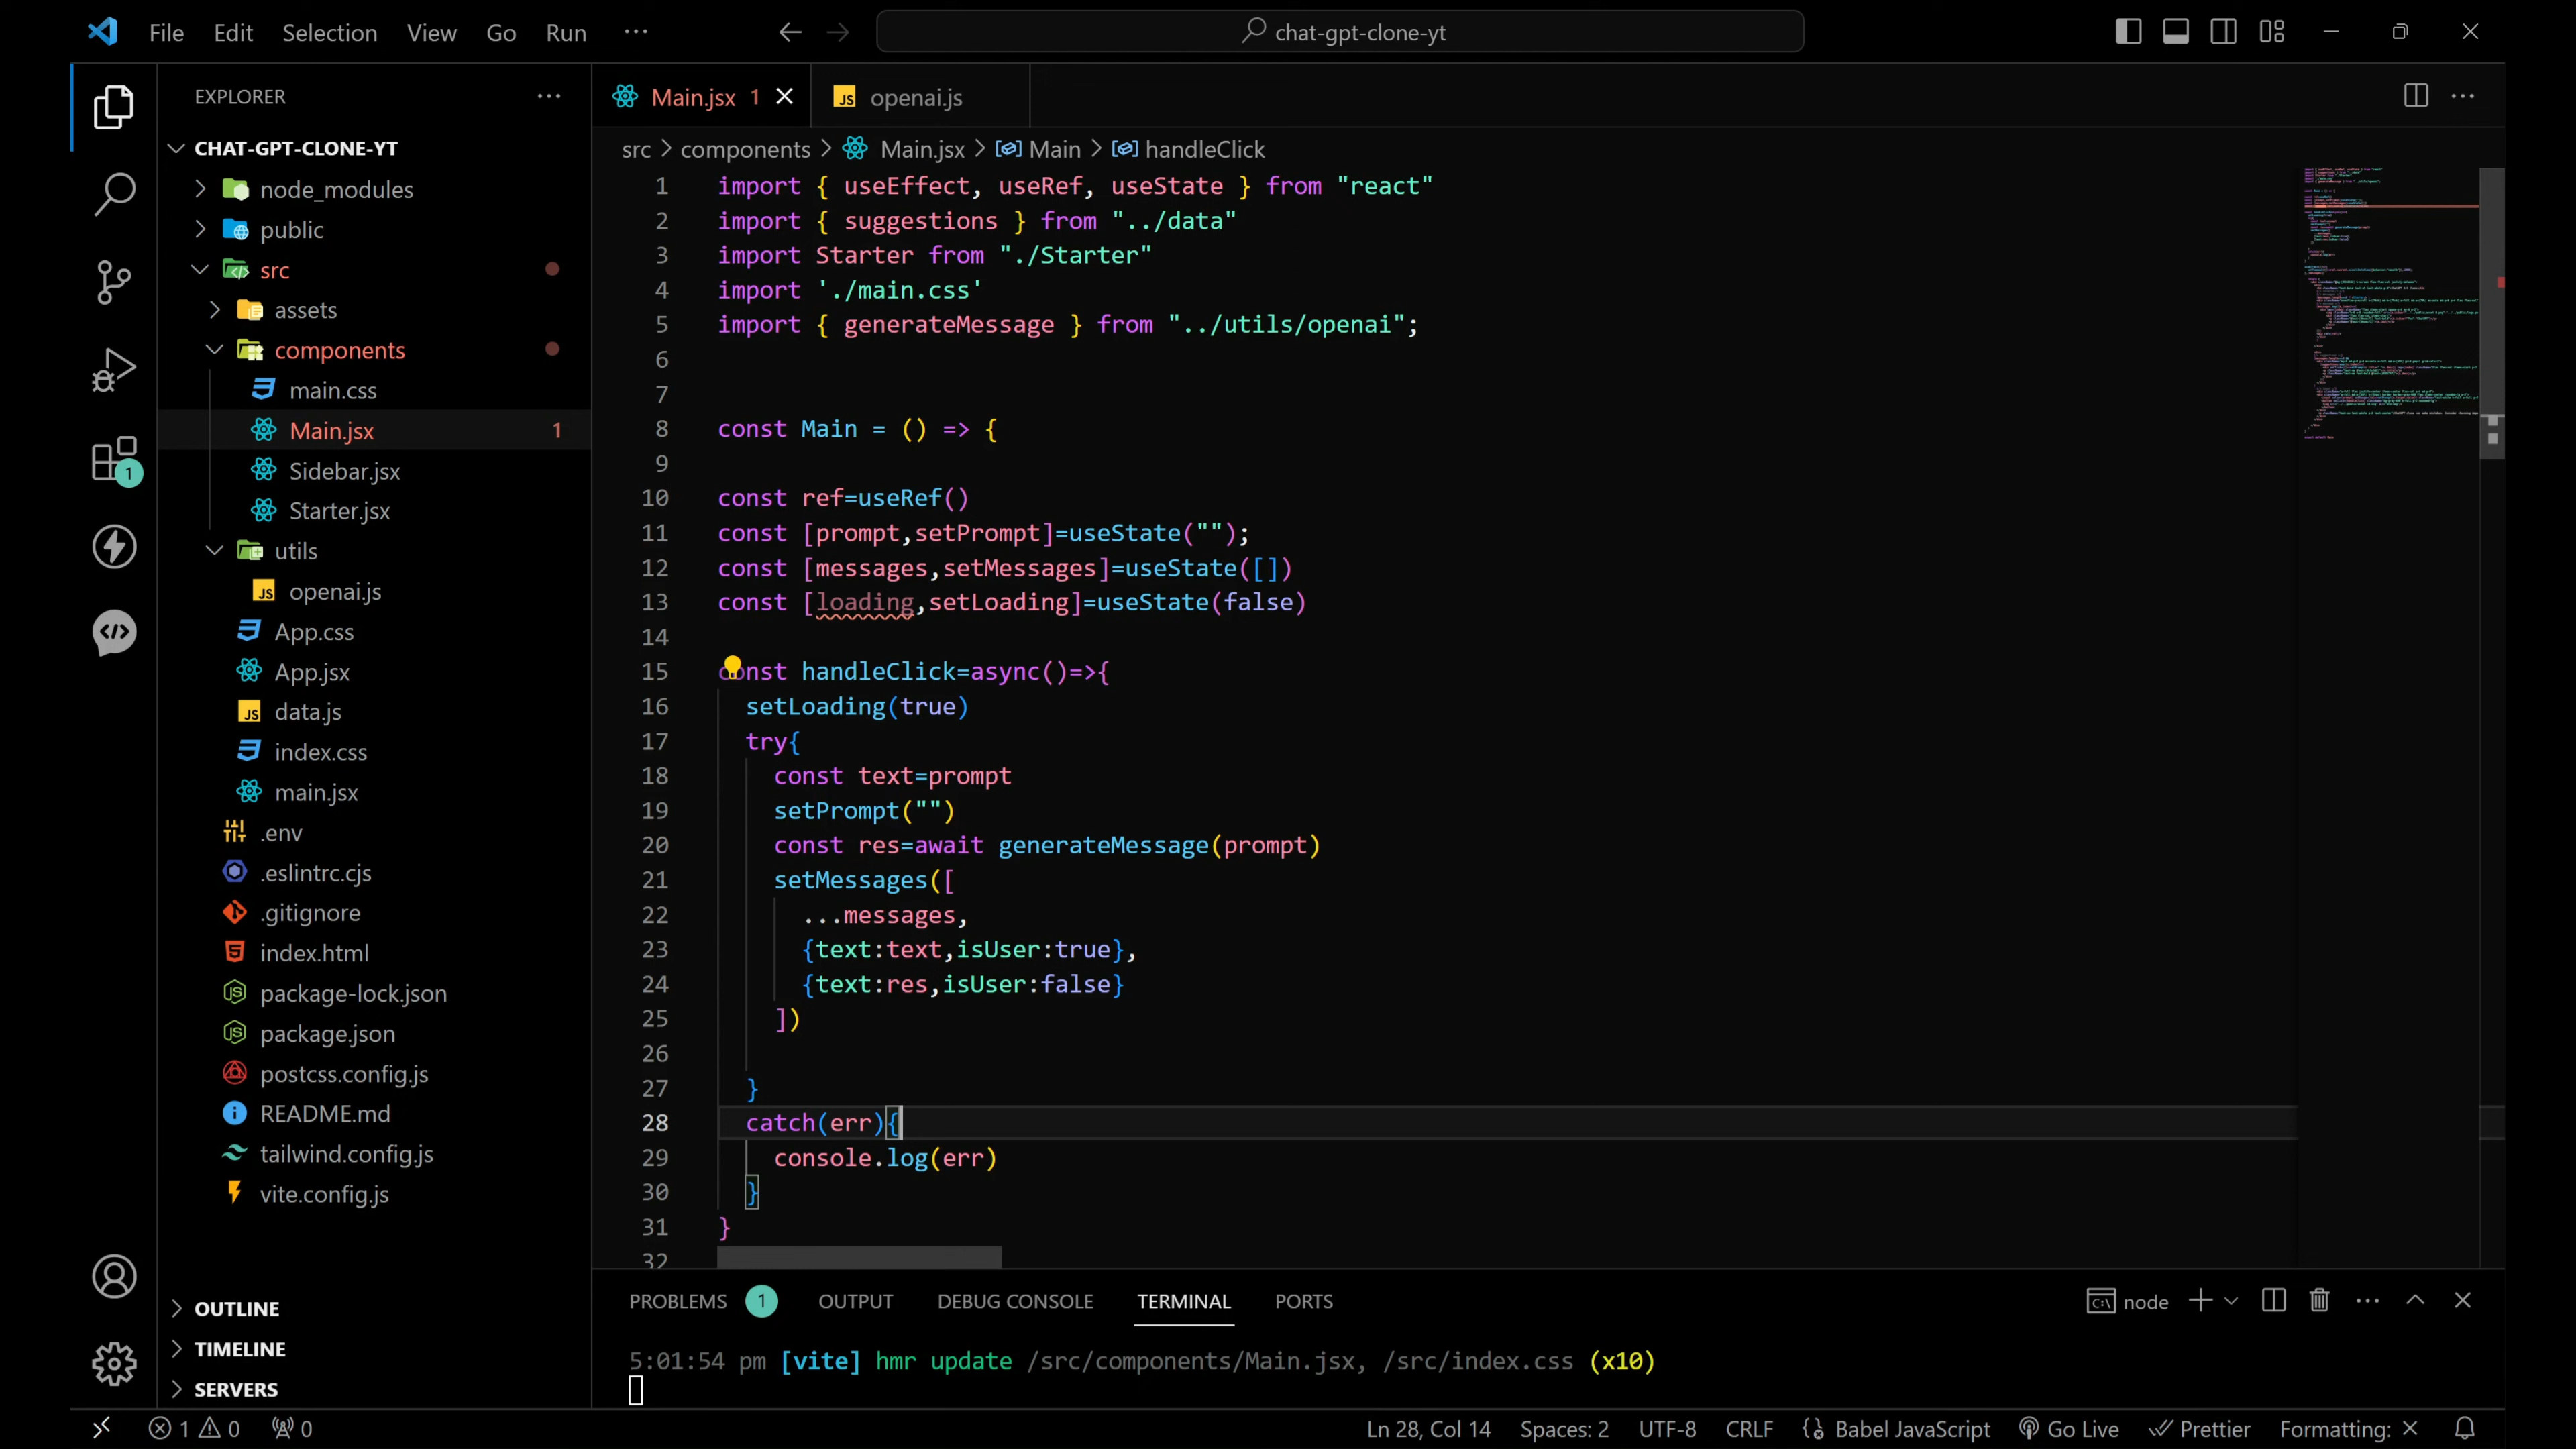 File Edit Selection View Go Run ··· chat-gpt-clone-yt
EXPLORER ···
CHAT-GPT-CLONE-YT
node_modules
public
src
assets
components
main.css
Main.jsx 1
Sidebar.jsx
Starter.jsx
utils
openai.js
App.css
App.jsx
data.js
index.css
main.jsx
.env
.eslintrc.cjs
.gitignore
index.html
package-lock.json
package.json
postcss.config.js
README.md
tailwind.config.js
vite.config.js
OUTLINE
TIMELINE
SERVERS
1
Main.jsx 1 openai.js
src > components > Main.jsx > Main > handleClick
1 import { useEffect, useRef, useState } from "react"
2 import { suggestions } from "../data"
3 import Starter from "./Starter"
4 import './main.css'
5 import { generateMessage } from "../utils/openai";
6
7
8 const Main = () => {
9
10 const ref=useRef()
11 const [prompt,setPrompt]=useState("");
12 const [messages,setMessages]=useState([])
13 const [loading,setLoading]=useState(false)
14
15 const handleClick=async()=>{
16 setLoading(true)
17 try{
18 const text=prompt
19 setPrompt("")
20 const res=await generateMessage(prompt)
21 setMessages([
22 ...messages,
23 {text:text,isUser:true},
24 {text:res,isUser:false}
25 ])
26
27 }
28 catch(err){
29 console.log(err)
30 }
31 }
32
PROBLEMS 1 OUTPUT DEBUG CONSOLE TERMINAL PORTS node
5:01:54 pm [vite] hmr update /src/components/Main.jsx, /src/index.css (x10)
1 0 0 Ln 28, Col 14 Spaces: 2 UTF-8 CRLF Babel JavaScript Go Live Prettier Formatting: